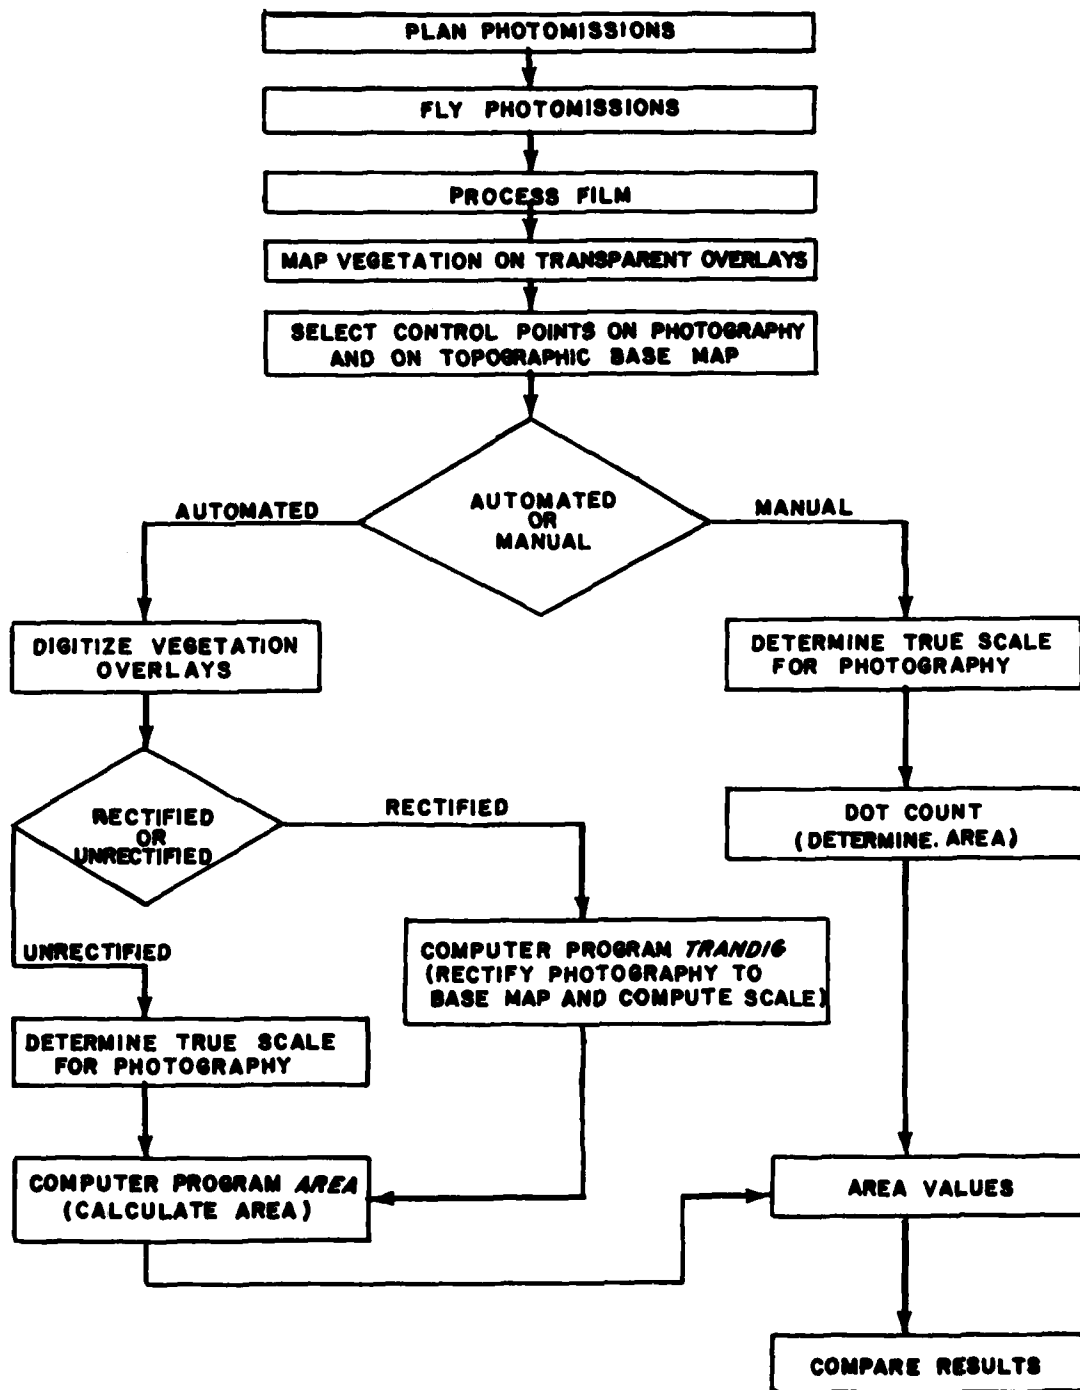 PLAN PHOTOMISSIONS
FLY PHOTOMISSIONS
PROCESS FILM
MAP VEGETATION ON TRANSPARENT OVERLAYS
SELECT CONTROL POINTS ON PHOTOGRAPHY
AND ON TOPOGRAPHIC BASE MAP
AUTOMATED
OR
MANUAL
AUTOMATED
MANUAL
DIGITIZE VEGETATION
OVERLAYS
DETERMINE TRUE SCALE
FOR PHOTOGRAPHY
RECTIFIED
OR
UNRECTIFIED
RECTIFIED
UNRECTIFIED
DOT COUNT
(DETERMINE. AREA)
COMPUTER PROGRAM TRANDIG
(RECTIFY PHOTOGRAPHY TO
BASE MAP AND COMPUTE SCALE)
DETERMINE TRUE SCALE
FOR PHOTOGRAPHY
COMPUTER PROGRAM AREA
(CALCULATE AREA)
AREA VALUES
COMPARE RESULTS